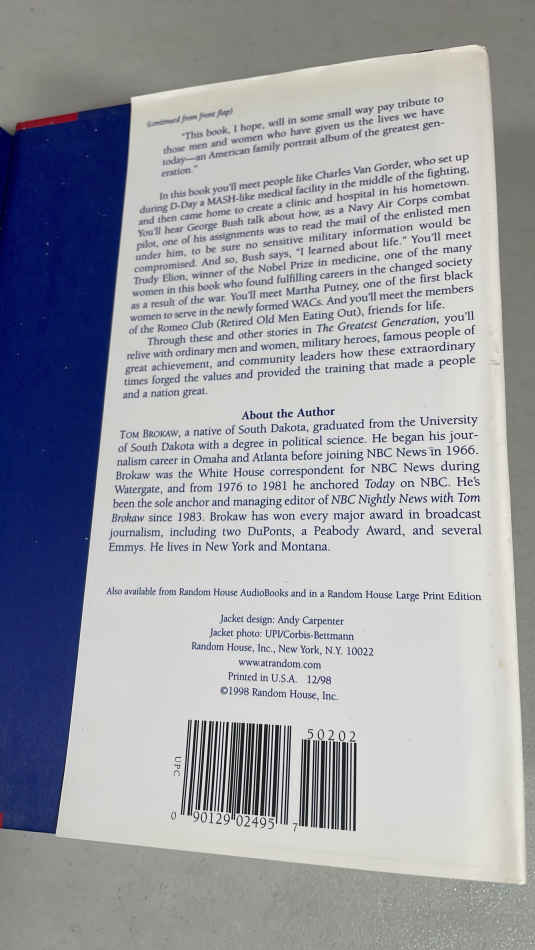 (continued from front flap)
"This book, I hope, will in some small way pay tribute to
those men and women who have given us the lives we have
today—an American family portrait album of the greatest gen-
eration."
In this book you'll meet people like Charles Van Gorder, who set up
during D-Day a MASH-like medical facility in the middle of the fighting,
and then came home to create a clinic and hospital in his hometown.
You'll hear George Bush talk about how, as a Navy Air Corps combat
pilot, one of his assignments was to read the mail of the enlisted men
under him, to be sure no sensitive military information would be
compromised. And so, Bush says, "I learned about life." You'll meet
Trudy Elion, winner of the Nobel Prize in medicine, one of the many
women in this book who found fulfilling careers in the changed society
as a result of the war. You'll meet Martha Putney, one of the first black
women to serve in the newly formed WACs. And you'll meet the members
of the Romeo Club (Retired Old Men Eating Out), friends for life.
Through these and other stories in The Greatest Generation, you'll
relive with ordinary men and women, military heroes, famous people of
great achievement, and community leaders how these extraordinary
times forged the values and provided the training that made a people
and a nation great.
About the Author
TOM BROKAW, a native of South Dakota, graduated from the University
of South Dakota with a degree in political science. He began his jour-
nalism career in Omaha and Atlanta before joining NBC News in 1966.
Brokaw was the White House correspondent for NBC News during
Watergate, and from 1976 to 1981 he anchored Today on NBC. He's
been the sole anchor and managing editor of NBC Nightly News with Tom
Brokaw since 1983. Brokaw has won every major award in broadcast
journalism, including two DuPonts, a Peabody Award, and several
Emmys. He lives in New York and Montana.
Also available from Random House AudioBooks and in a Random House Large Print Edition
Jacket design: Andy Carpenter
Jacket photo: UPI/Corbis-Bettmann
Random House, Inc., New York, N.Y. 10022
www.atrandom.com
Printed in U.S.A. 12/98
©1998 Random House, Inc.
50202
UPC
0 90129 02495 7